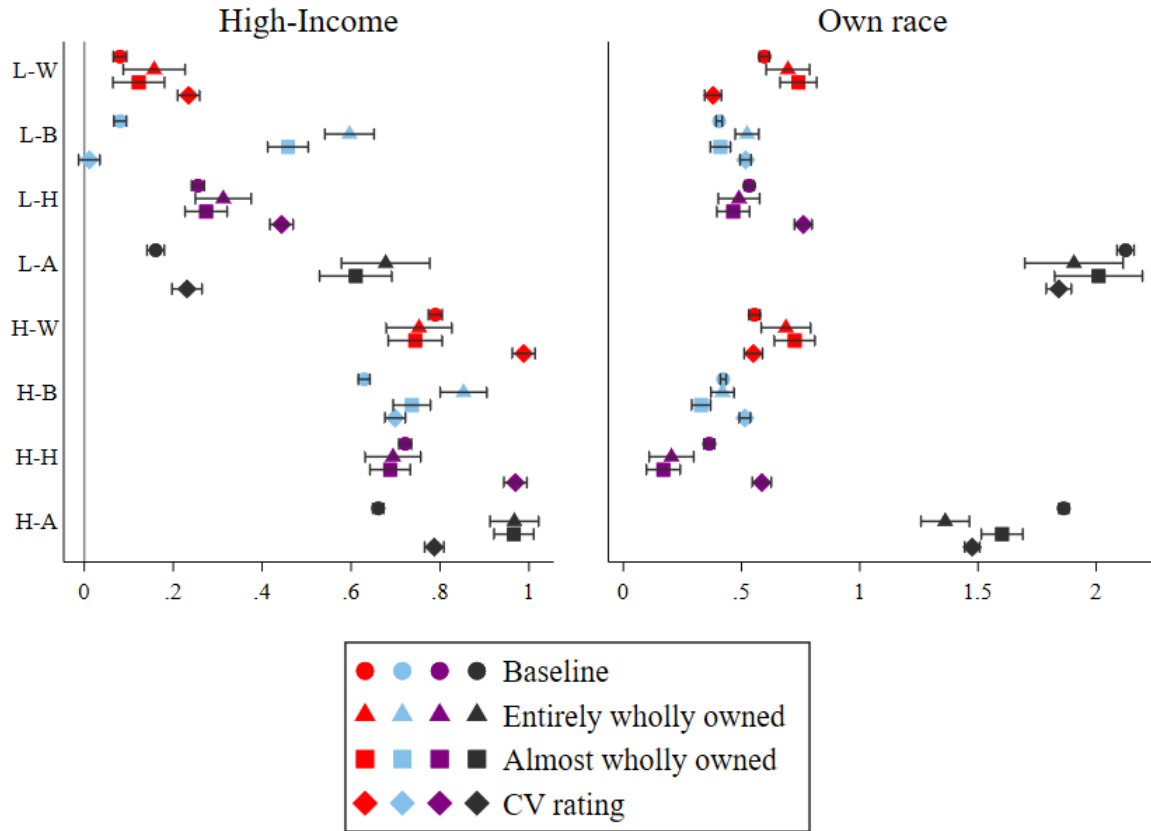 High-Income
Own race
L-W
L-B
L-H
L-A
H-W
H-B
H-H
H-A
0 .2 .4 .6 .8 1
0 .5 1 1.5 2
Baseline
Entirely wholly owned
Almost wholly owned
CV rating